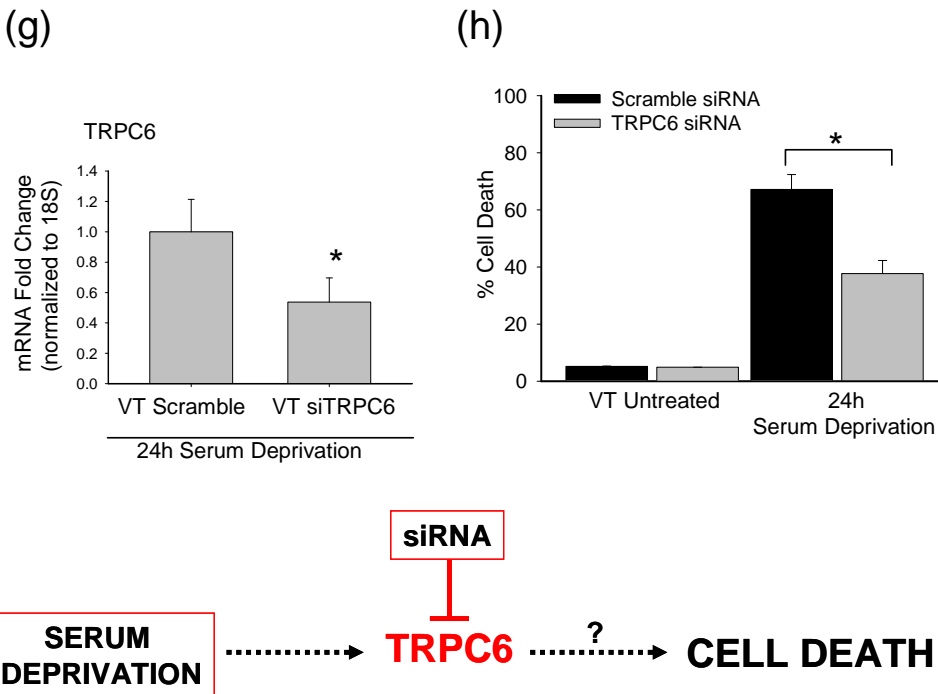 (g)
TRPC6
mRNA Fold Change
(normalized to 18S)
1.4
1.2
1.0
0.8
0.6
0.4
0.2
0.0
*
VT Scramble
VT siTRPC6
24h Serum Deprivation
(h)
Scramble siRNA
TRPC6 siRNA
% Cell Death
100
80
60
40
20
0
*
VT Untreated
24h
Serum Deprivation
siRNA
SERUM
DEPRIVATION
TRPC6
?
CELL DEATH